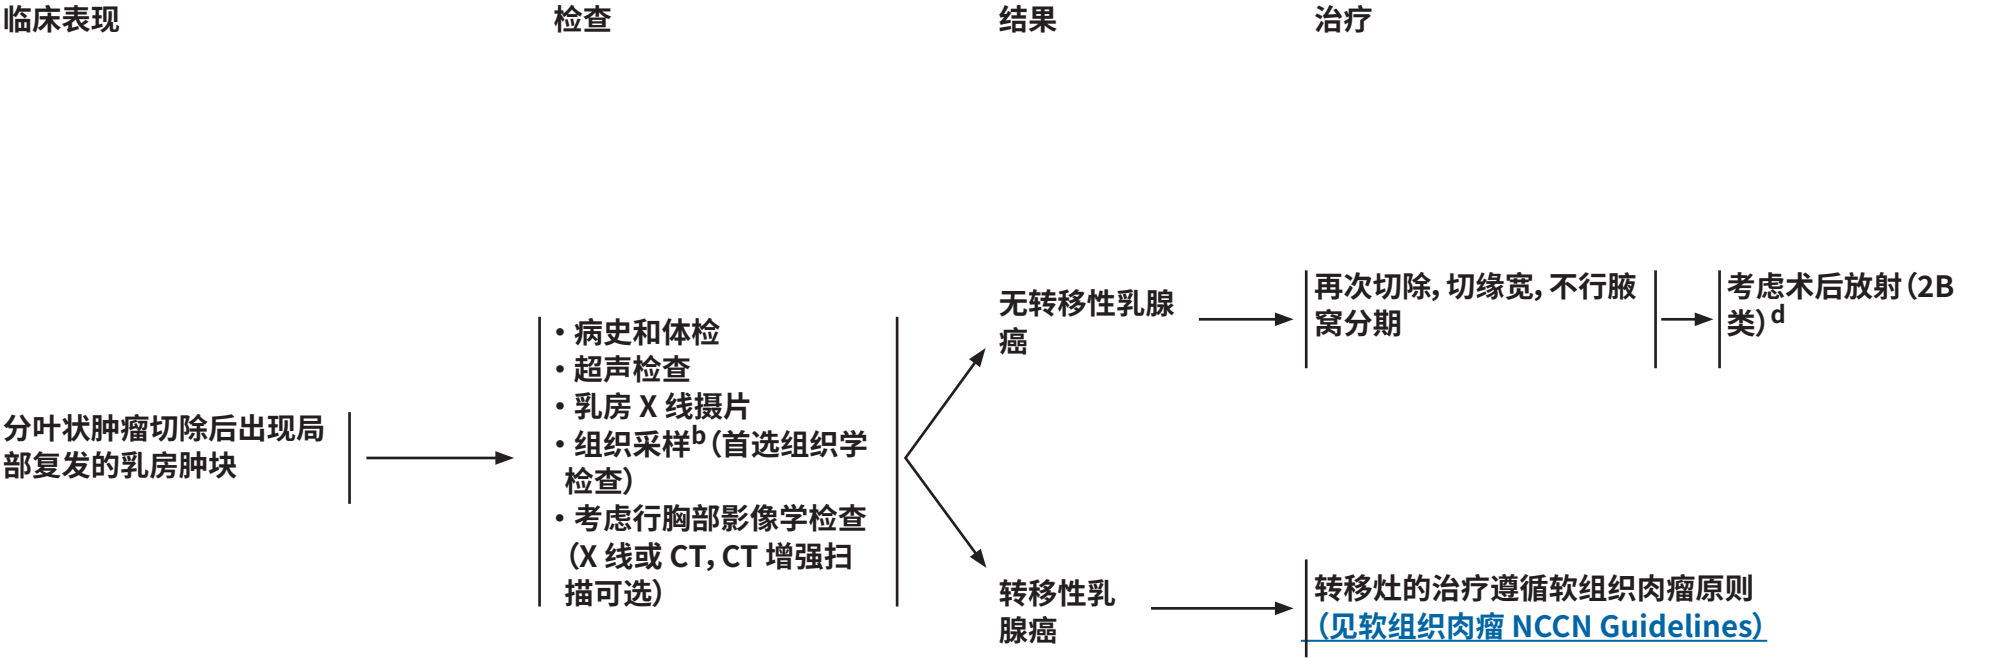 临床表现
检查
结果
治疗
分叶状肿瘤切除后出现局
部复发的乳房肿块
• 病史和体检
• 超声检查
• 乳房 X 线摄片
• 组织采样b（首选组织学
检查）
• 考虑行胸部影像学检查
（X 线或 CT，CT 增强扫
描可选）
无转移性乳腺
癌
再次切除，切缘宽，不行腋
窝分期
考虑术后放射（2B
类）d
转移性乳
腺癌
转移灶的治疗遵循软组织肉瘤原则
（见软组织肉瘤 NCCN Guidelines）